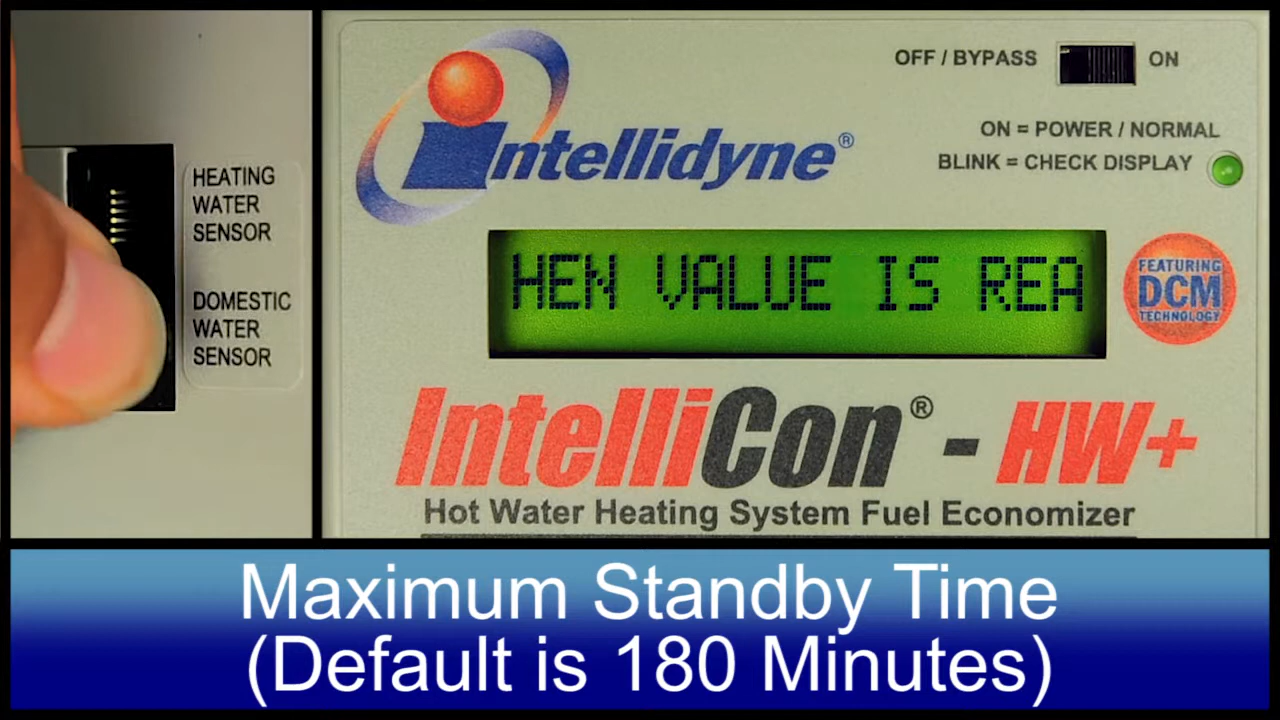 HEATING
WATER
SENSOR
DOMESTIC
WATER
SENSOR
OFF / BYPASS ON
ON = POWER / NORMAL
BLINK = CHECK DISPLAY
intellidyne®
HEN VALUE IS REA
FEATURING
DCM
TECHNOLOGY
IntelliCon® - HW+
Hot Water Heating System Fuel Economizer
Maximum Standby Time
(Default is 180 Minutes)